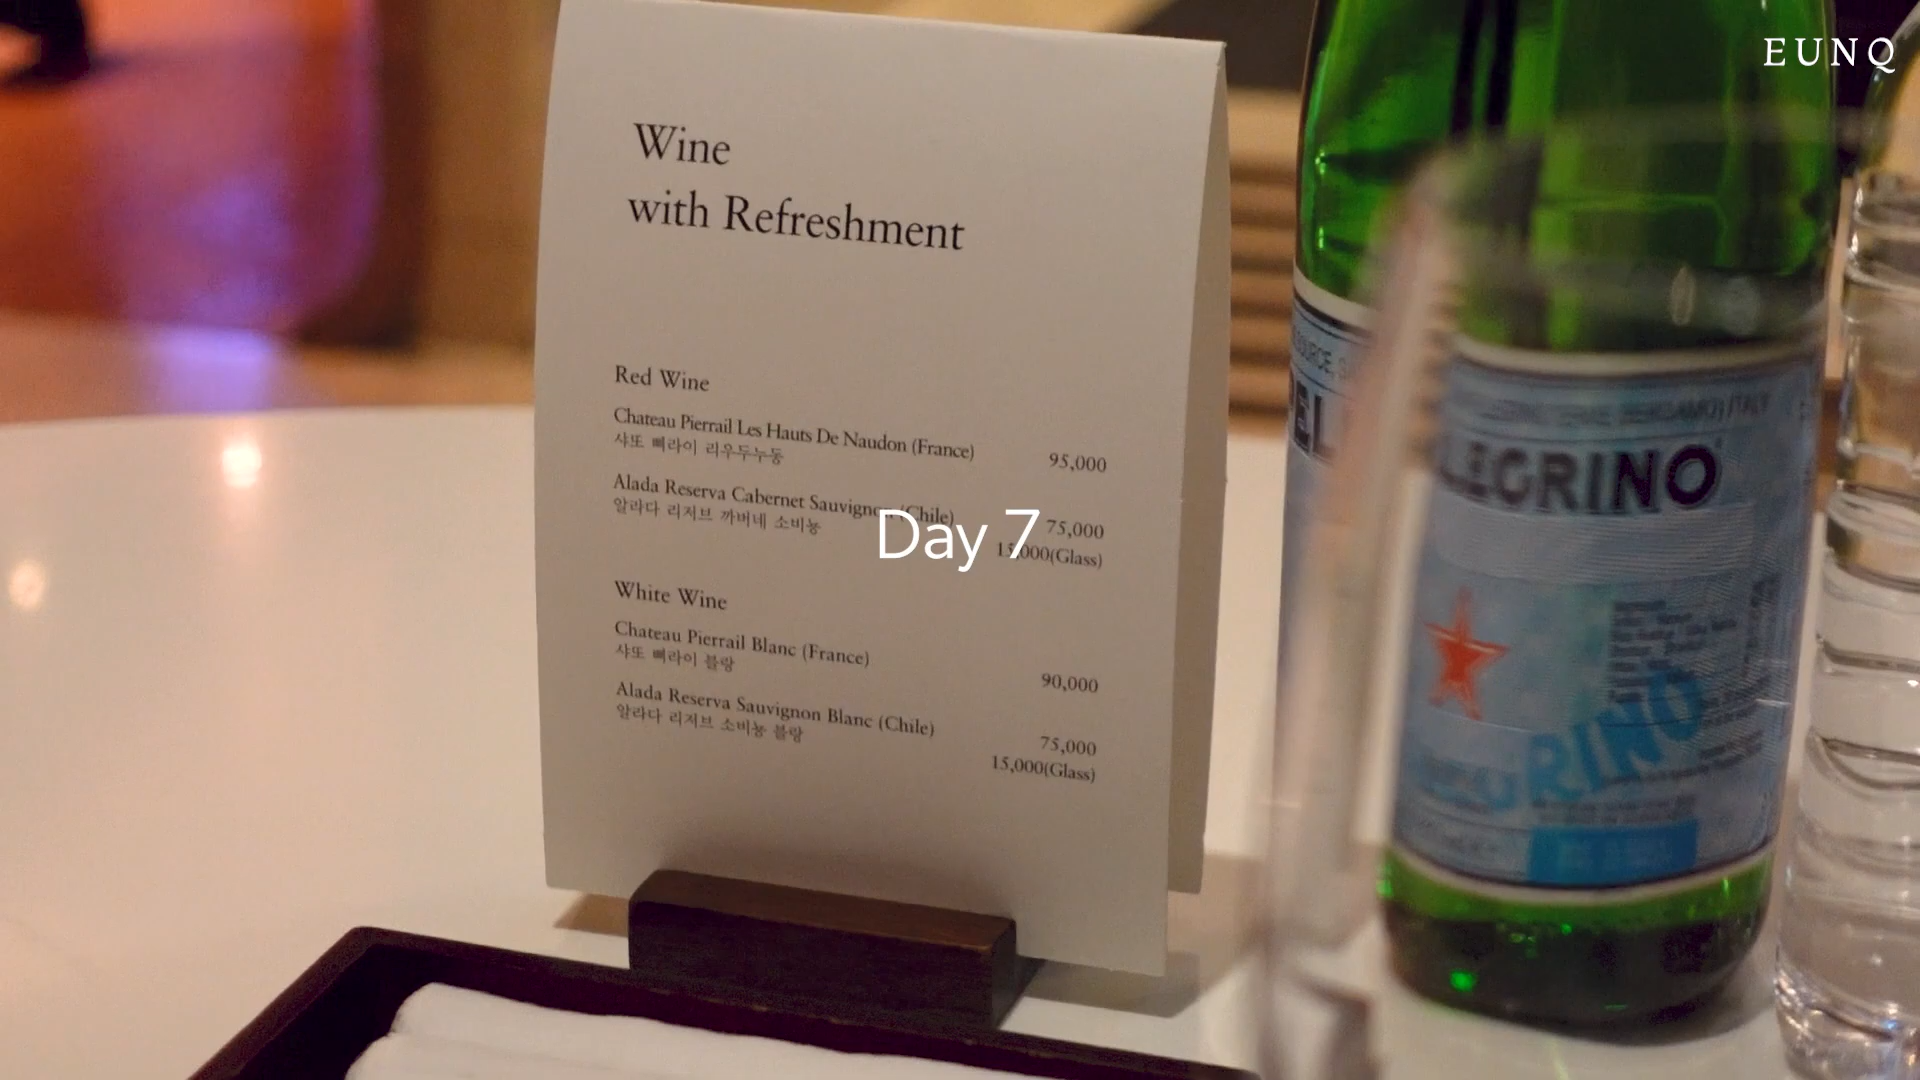 EUNQ
Wine
with Refreshment
Red Wine
Chateau Pierrail Les Hauts De Naudon (France)
샤또 삐라이 리우두누동
95,000
Alada Reserva Cabernet Sauvignon (Chile)
알라다 리저브 까버네 소비뇽
75,000
15,000(Glass)
Day 7
White Wine
Chateau Pierrail Blanc (France)
샤또 삐라이 블랑
90,000
Alada Reserva Sauvignon Blanc (Chile)
알라다 리저브 소비뇽 블랑
75,000
15,000(Glass)
PEL
LEGRINO
RINO